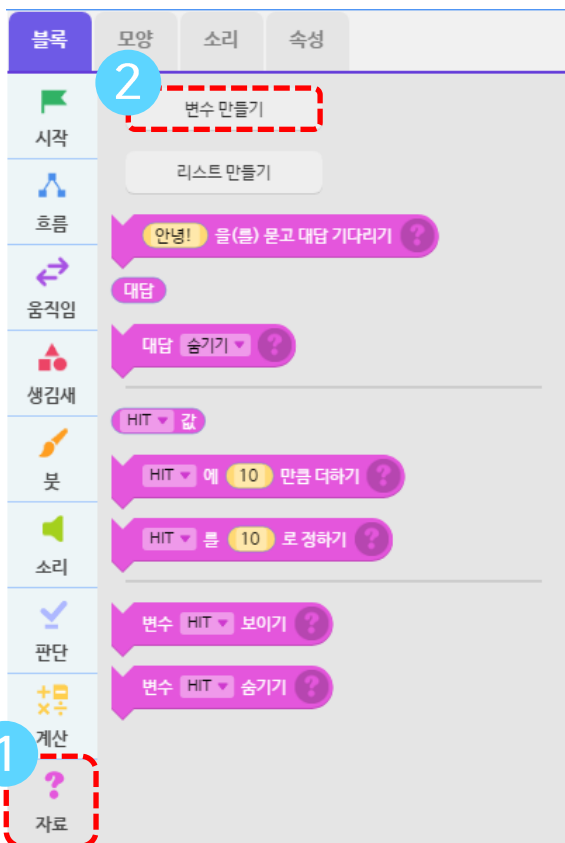 블록 모양 소리 속성
2
변수 만들기
시작
리스트 만들기
흐름
안녕! 을(를) 묻고 대답 기다리기 ?
대답
움직임
대답 숨기기 ?
생김새
HIT 값
붓
HIT 에 10 만큼 더하기 ?
소리
HIT 를 10 로 정하기 ?
판단
변수 HIT 보이기 ?
변수 HIT 숨기기 ?
계산
1
?
자료